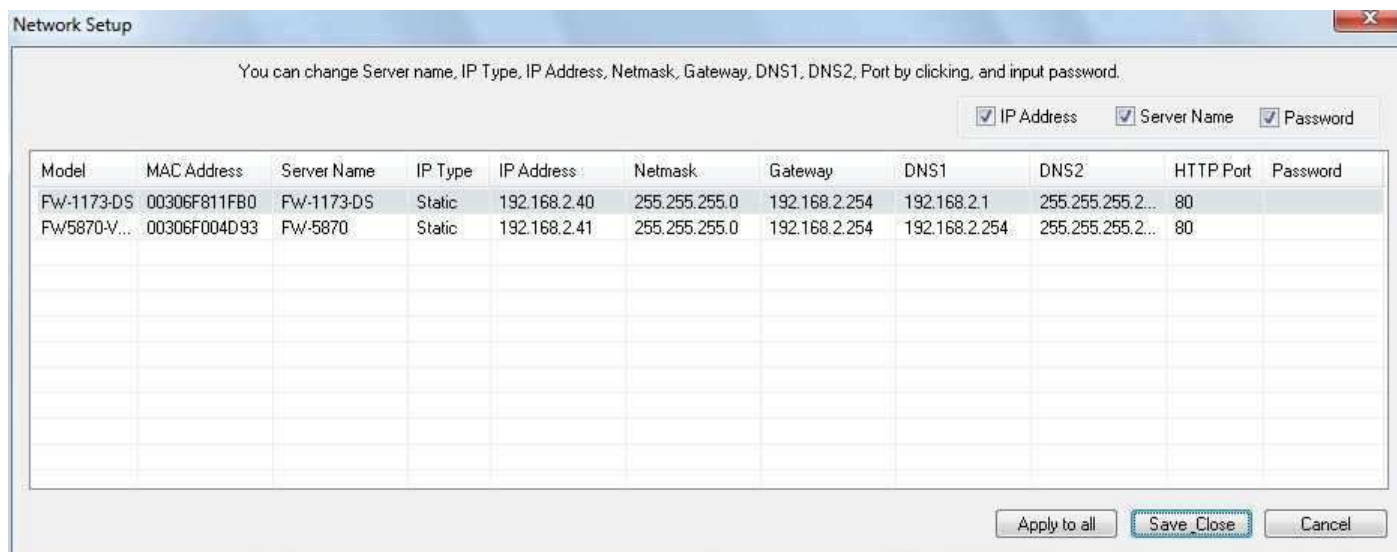 Network Setup
You can change Server name, IP Type, IP Address, Netmask, Gateway, DNS1, DNS2, Port by clicking, and input password.
IP Address Server Name Password
Model MAC Address Server Name IP Type IP Address Netmask Gateway DNS1 DNS2 HTTP Port Password
FW-1173-DS 00306F811FB0 FW-1173-DS Static 192.168.2.40 255.255.255.0 192.168.2.254 192.168.2.1 255.255.255.2... 80
FW5870-V... 00306F004D93 FW-5870 Static 192.168.2.41 255.255.255.0 192.168.2.254 192.168.2.254 255.255.255.2... 80
Apply to all Save_Close Cancel